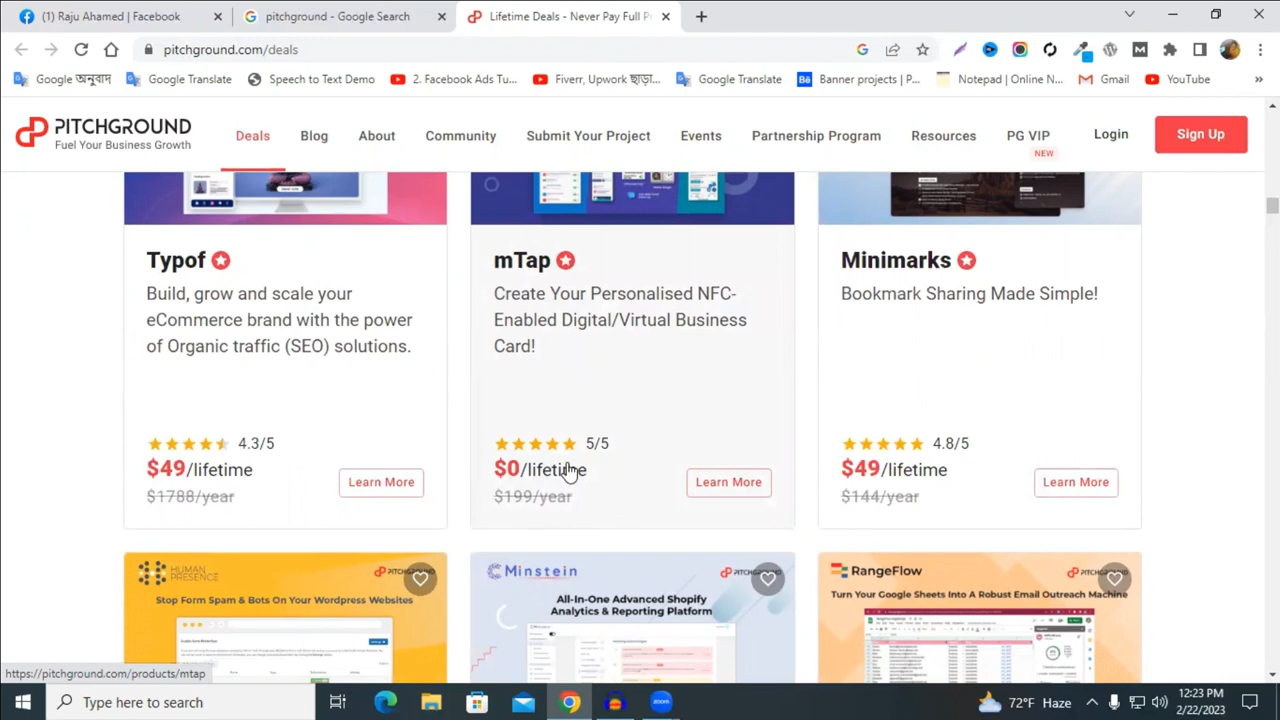 (1) Raju Ahamed | Facebook
pitchground - Google Search
Lifetime Deals - Never Pay Full Pr
pitchground.com/deals
Google অনুবাদ
Google Translate
Speech to Text Demo
2. Facebook Ads Tu...
Fiverr, Upwork ছাড়া...
Google Translate
Banner projects | P...
Notepad | Online N...
Gmail
YouTube
PITCHGROUND
Fuel Your Business Growth
Deals
Blog
About
Community
Submit Your Project
Events
Partnership Program
Resources
PG VIP
NEW
Login
Sign Up
Typof
Build, grow and scale your
eCommerce brand with the power
of Organic traffic (SEO) solutions.
4.3/5
$49/lifetime
$1788/year
Learn More
mTap
Create Your Personalised NFC-
Enabled Digital/Virtual Business
Card!
5/5
$0/lifetime
$199/year
Learn More
Minimarks
Bookmark Sharing Made Simple!
4.8/5
$49/lifetime
$144/year
Learn More
HUMAN
PRESENCE
PITCHGROUND
Stop Form Spam & Bots On Your Wordpress Websites
Minstein
PITCHGROUND
All-In-One Advanced Shopify
Analytics & Reporting Platform
RangeFlow
PITCHGROUND
Turn Your Google Sheets Into A Robust Email Outreach Machine
https://pitchground.com/products/mtap
Type here to search
zoom
72°F Haze
12:23 PM
2/22/2023